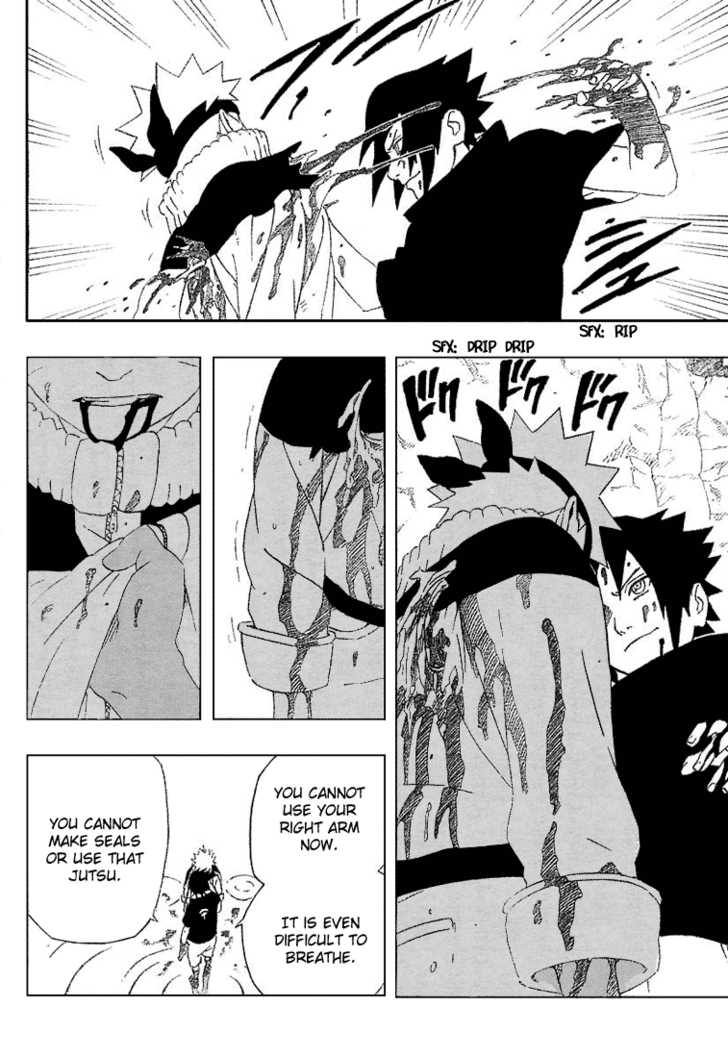 SFX: RIP
SFX: DRIP DRIP
ドクドクドク
YOU CANNOT
USE YOUR
RIGHT ARM
NOW.
IT IS EVEN
DIFFICULT TO
BREATHE.
YOU CANNOT
MAKE SEALS
OR USE THAT
JUTSU.